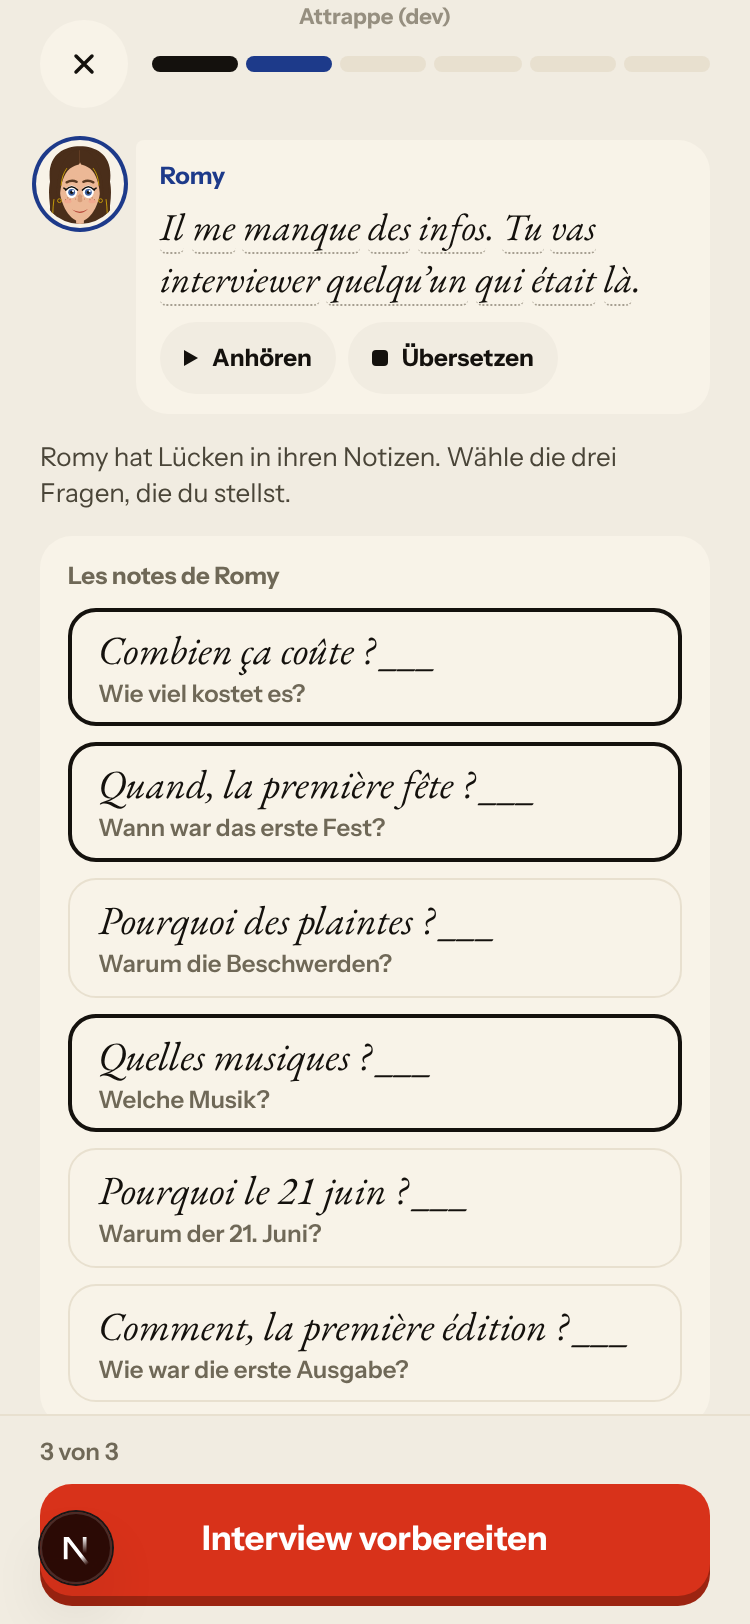 Attrappe (dev)
Romy
Il me manque des infos. Tu vas
interviewer quelqu’un qui était là.
Anhören
Übersetzen
Romy hat Lücken in ihren Notizen. Wähle die drei
Fragen, die du stellst.
Les notes de Romy
Combien ça coûte ?___
Wie viel kostet es?
Quand, la première fête ?___
Wann war das erste Fest?
Pourquoi des plaintes ?___
Warum die Beschwerden?
Quelles musiques ?___
Welche Musik?
Pourquoi le 21 juin ?___
Warum der 21. Juni?
Comment, la première édition ?___
Wie war die erste Ausgabe?
3 von 3
Interview vorbereiten
N